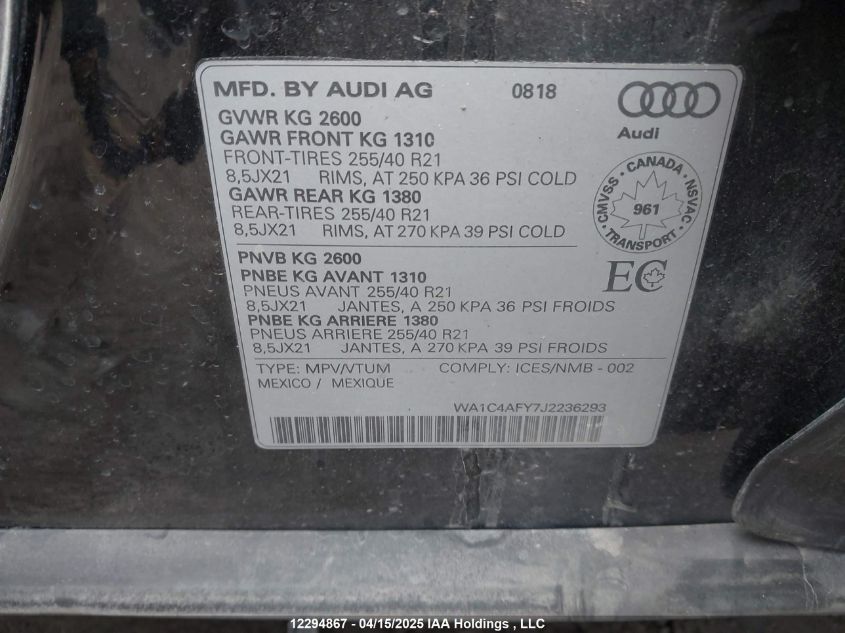 MFD. BY AUDI AG 0818
Audi
GVWR KG 2600
GAWR FRONT KG 1310
FRONT-TIRES 255/40 R21
8,5JX21 RIMS, AT 250 KPA 36 PSI COLD
GAWR REAR KG 1380
REAR-TIRES 255/40 R21
8,5JX21 RIMS, AT 270 KPA 39 PSI COLD
CMVSS · CANADA · NSVAC
961
· TRANSPORT ·
PNVB KG 2600
PNBE KG AVANT 1310
PNEUS AVANT 255/40 R21
8,5JX21 JANTES, A 250 KPA 36 PSI FROIDS
PNBE KG ARRIERE 1380
PNEUS ARRIERE 255/40 R21
8,5JX21 JANTES, A 270 KPA 39 PSI FROIDS
EC
TYPE: MPV/VTUM COMPLY: ICES/NMB - 002
MEXICO / MEXIQUE
WA1C4AFY7J2236293
12294867 - 04/15/2025 IAA Holdings , LLC